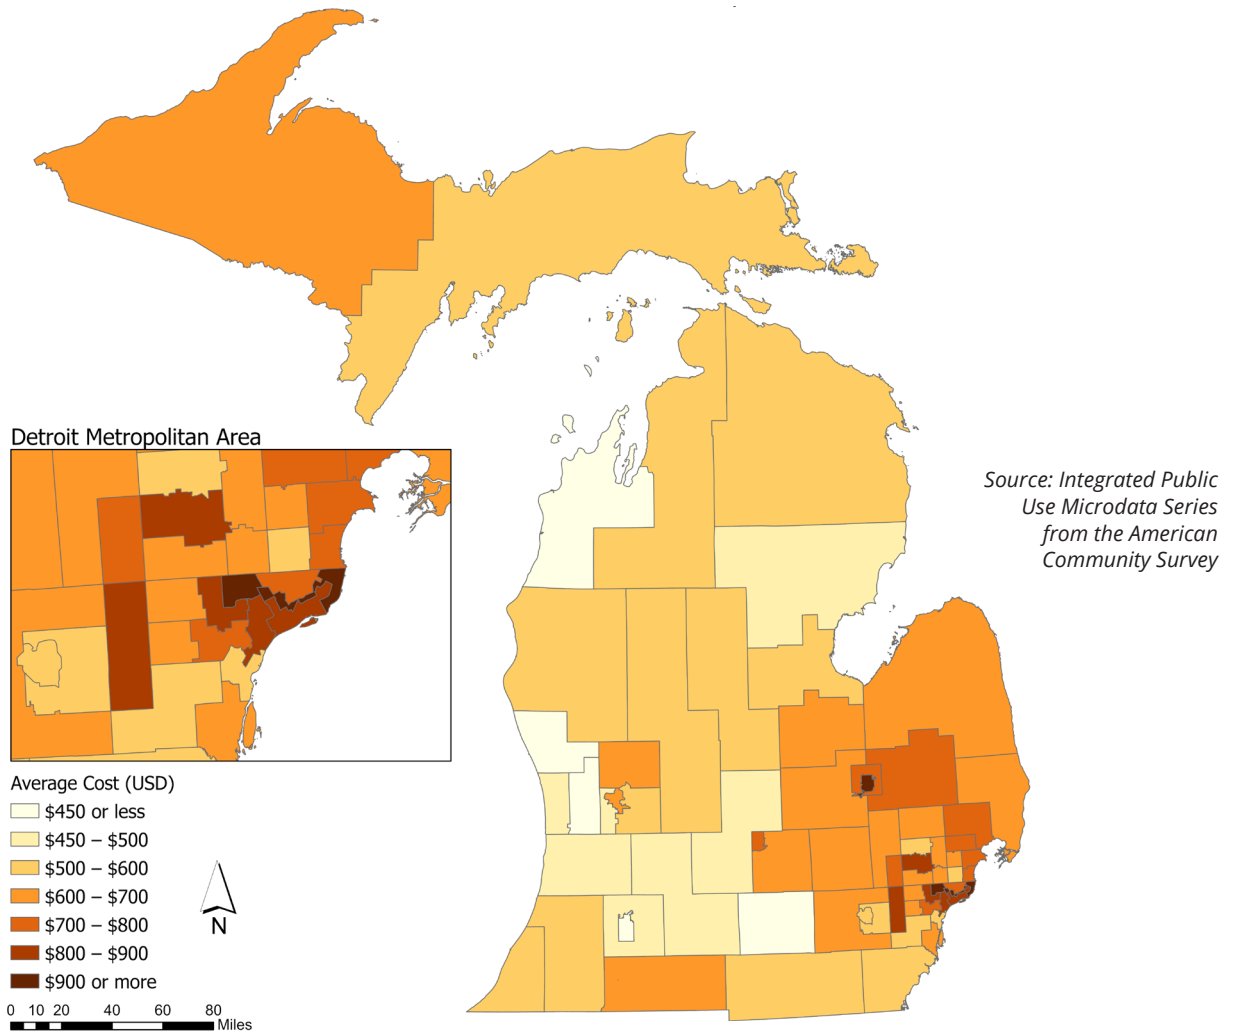 Detroit Metropolitan Area
Source: Integrated Public
Use Microdata Series
from the American
Community Survey
Average Cost (USD)
$450 or less
$450 – $500
$500 – $600
$600 – $700
$700 – $800
$800 – $900
$900 or more
N
0 10 20 40 60 80
Miles